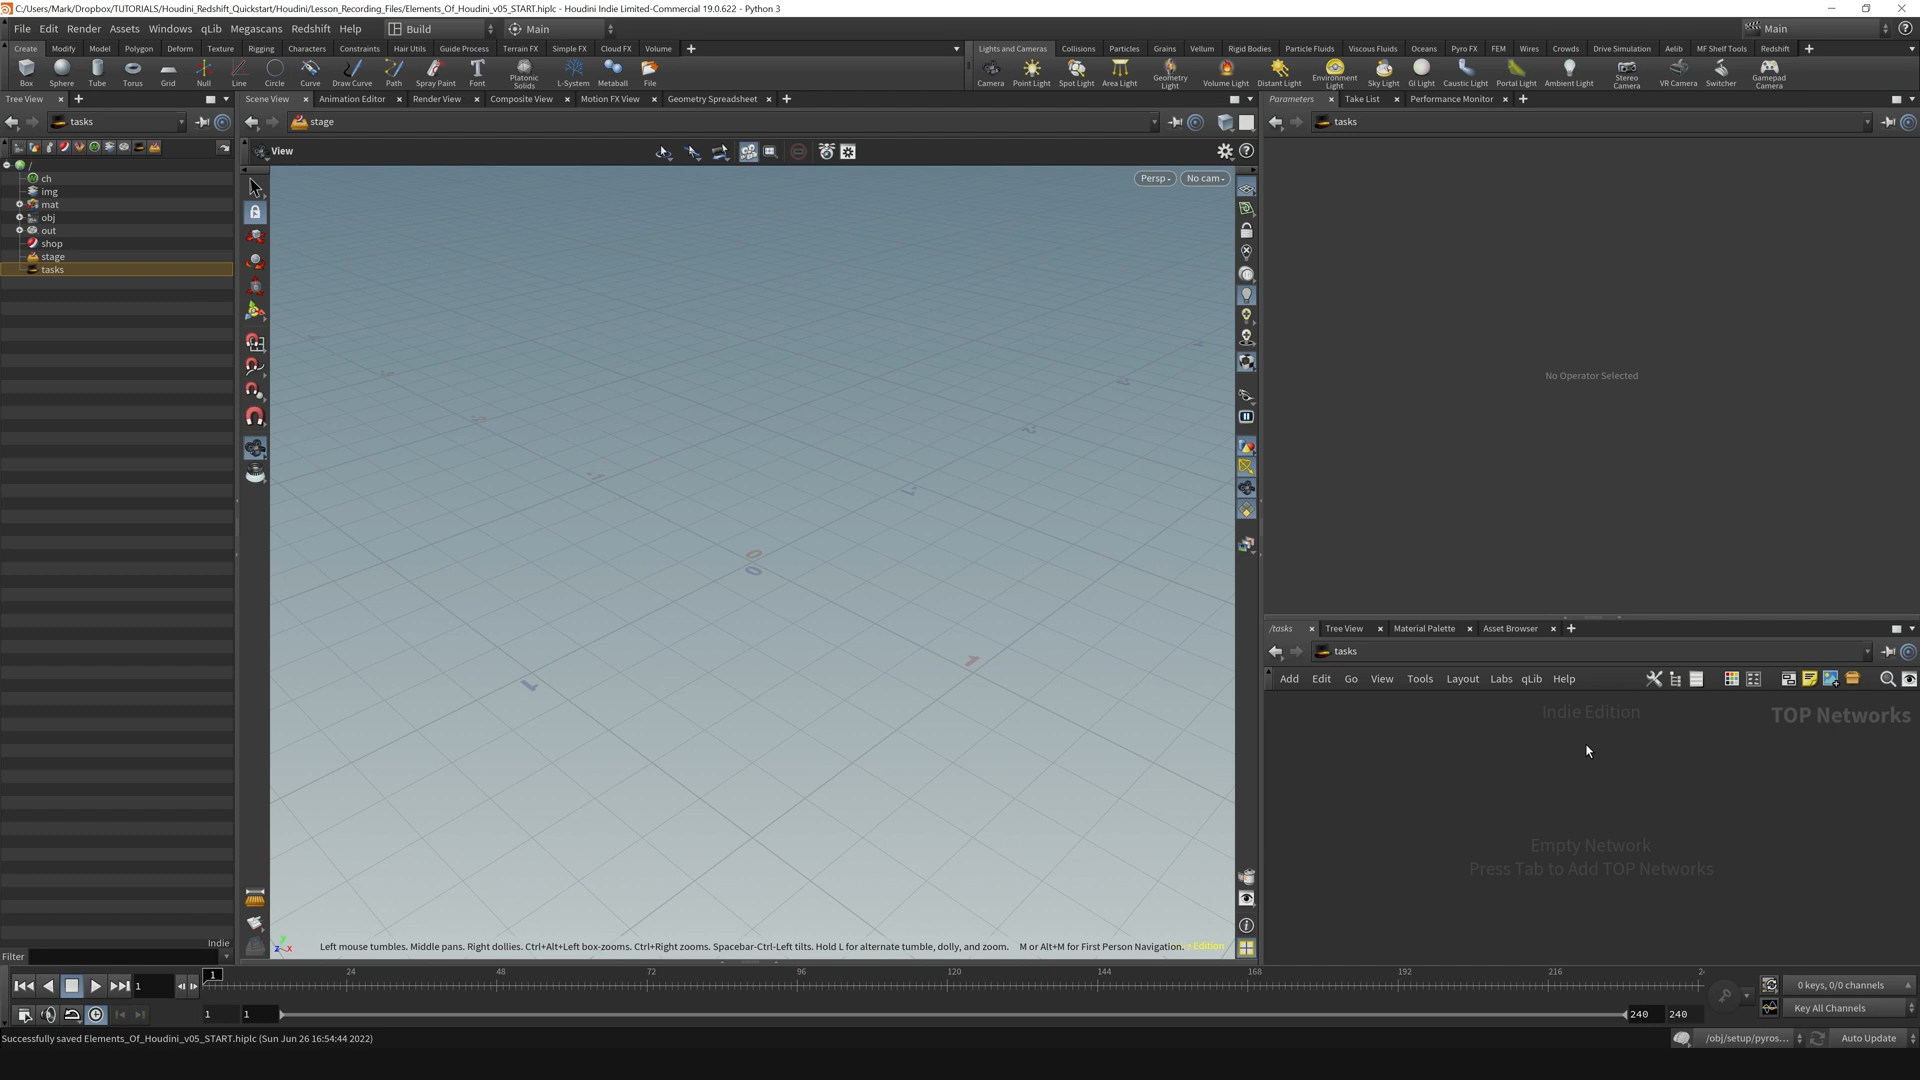 C:/Users/Mark/Dropbox/TUTORIALS/Houdini_Redshift_Quickstart/Houdini/Lesson_Recording_Files/Elements_Of_Houdini_v05_START.hiplc - Houdini Indie Limited-Commercial 19.0.622 - Python 3
File Edit Render Assets Windows qLib Megascans Redshift Help Build Main Main
Create Modify Model Polygon Deform Texture Rigging Characters Constraints Hair Utils Guide Process Terrain FX Simple FX Cloud FX Volume
Lights and Cameras Collisions Particles Grains Vellum Rigid Bodies Particle Fluids Viscous Fluids Oceans Pyro FX FEM Wires Crowds Drive Simulation Aelib MF Shelf Tools Redshift
Box Sphere Tube Torus Grid Null Line Circle Curve Draw Curve Path Spray Paint Font Platonic Solids L-System Metaball File
Camera Point Light Spot Light Area Light Geometry Light Volume Light Distant Light Environment Light Sky Light GI Light Caustic Light Portal Light Ambient Light Stereo Camera VR Camera Switcher Gamepad Camera
Tree View
Scene View Animation Editor Render View Composite View Motion FX View Geometry Spreadsheet
Parameters Take List Performance Monitor
tasks
stage
tasks
View
Persp
No cam
/
ch
img
mat
obj
out
shop
stage
tasks
0
0
1
1
No Operator Selected
/tasks Tree View Material Palette Asset Browser
tasks
Add Edit Go View Tools Layout Labs qLib Help
Indie Edition
TOP Networks
Empty Network
Press Tab to Add TOP Networks
Indie
Filter
z x
Left mouse tumbles. Middle pans. Right dollies. Ctrl+Alt+Left box-zooms. Ctrl+Right zooms. Spacebar-Ctrl-Left tilts. Hold L for alternate tumble, dolly, and zoom. M or Alt+M for First Person Navigation.
Edition
1 1 24 48 72 96 120 144 168 192 216
0 keys, 0/0 channels
1 1 240 240
Key All Channels
Successfully saved Elements_Of_Houdini_v05_START.hiplc (Sun Jun 26 16:54:44 2022)
/obj/setup/pyros... Auto Update